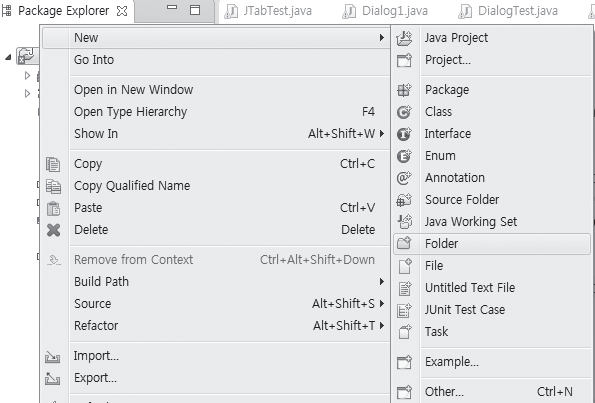 Package Explorer
JTabTest.java
Dialog1.java
DialogTest.java
New
Go Into
Open in New Window
Open Type Hierarchy F4
Show In Alt+Shift+W
Copy Ctrl+C
Copy Qualified Name
Paste Ctrl+V
Delete Delete
Remove from Context Ctrl+Alt+Shift+Down
Build Path
Source Alt+Shift+S
Refactor Alt+Shift+T
Import...
Export...
Java Project
Project...
Package
Class
Interface
Enum
Annotation
Source Folder
Java Working Set
Folder
File
Untitled Text File
JUnit Test Case
Task
Example...
Other... Ctrl+N